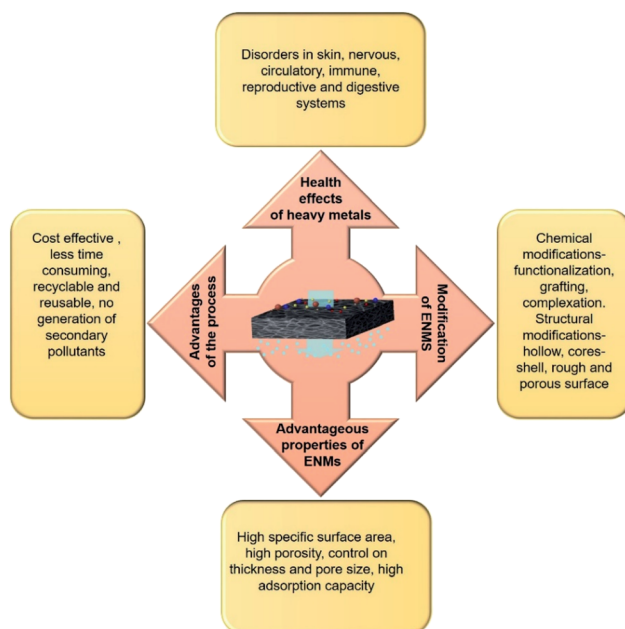 Disorders in skin, nervous,
circulatory, immune,
reproductive and digestive
systems
Health
effects
of heavy metals
Cost effective ,
less time
consuming,
recyclable and
reusable, no
generation of
secondary
pollutants
Advantages
of the process
Modification
of ENMS
Chemical
modifications-
functionalization,
grafting,
complexation.
Structural
modifications-
hollow, cores-
shell, rough and
porous surface
Advantageous
properties of
ENMs
High specific surface area,
high porosity, control on
thickness and pore size, high
adsorption capacity